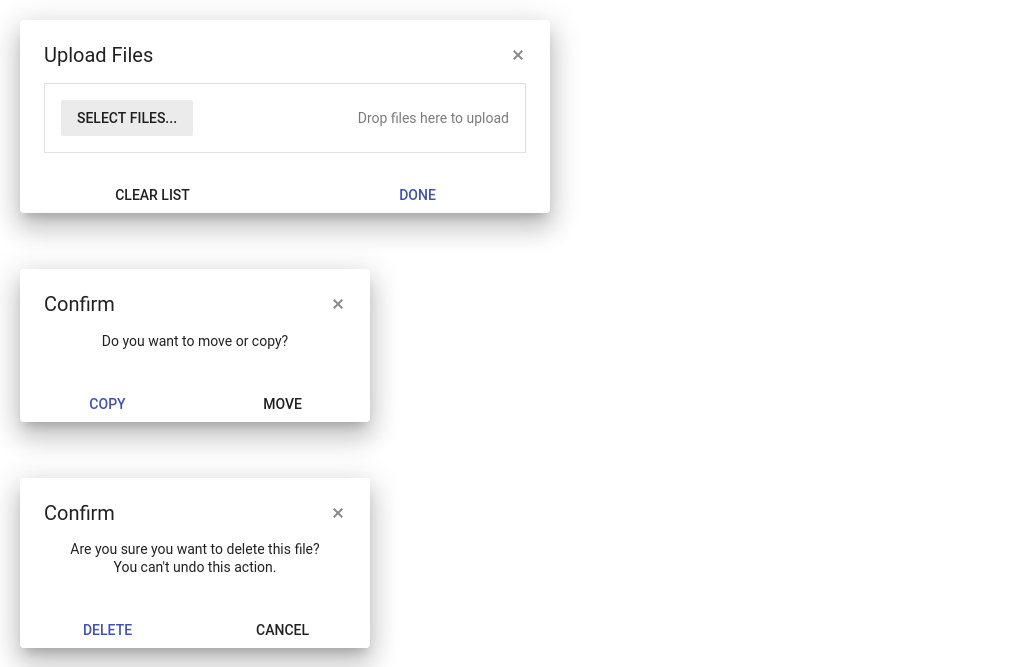 Upload Files
SELECT FILES...
Drop files here to upload
CLEAR LIST
DONE
Confirm
Do you want to move or copy?
COPY
MOVE
Confirm
Are you sure you want to delete this file?
You can't undo this action.
DELETE
CANCEL